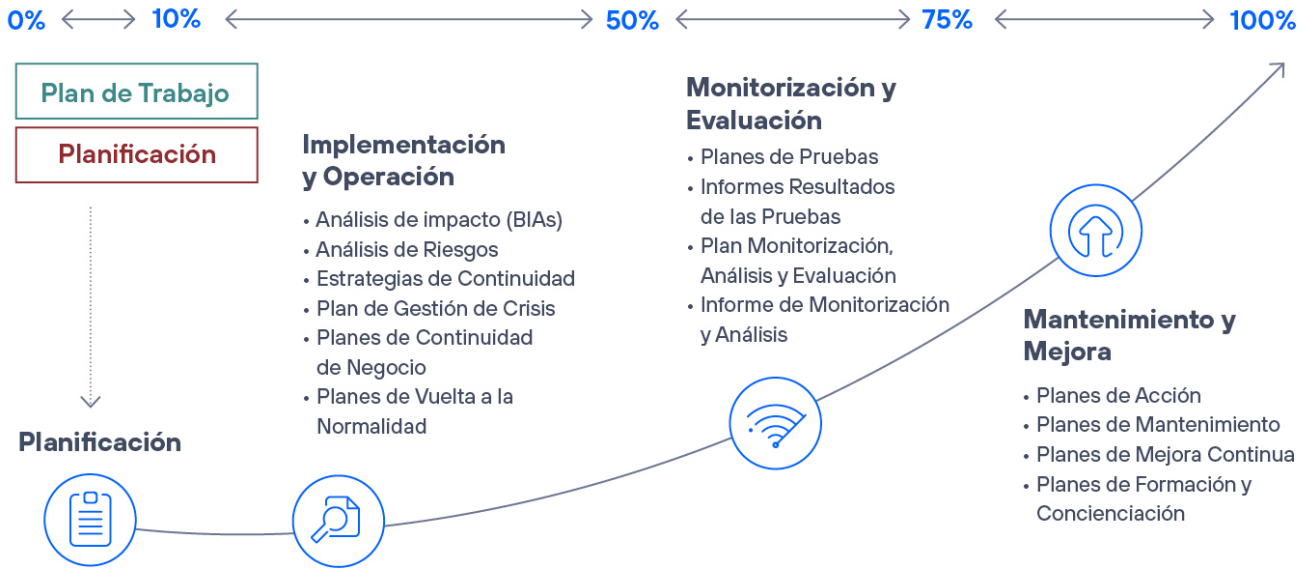 0% 10% 50% 75% 100%
Plan de Trabajo
Planificación
Planificación
Implementación
y Operación
• Análisis de impacto (BIAs)
• Análisis de Riesgos
• Estrategias de Continuidad
• Plan de Gestión de Crisis
• Planes de Continuidad
de Negocio
• Planes de Vuelta a la
Normalidad
Monitorización y
Evaluación
• Planes de Pruebas
• Informes Resultados
de las Pruebas
• Plan Monitorización,
Análisis y Evaluación
• Informe de Monitorización
y Análisis
Mantenimiento y
Mejora
• Planes de Acción
• Planes de Mantenimiento
• Planes de Mejora Continua
• Planes de Formación y
Concienciación